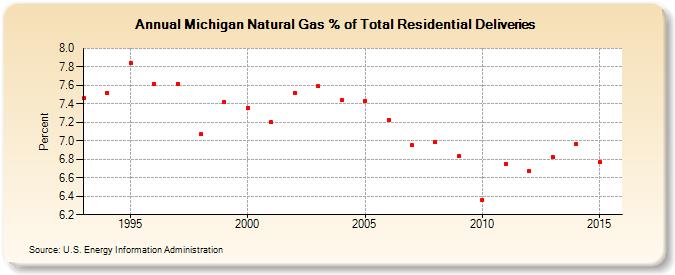 Annual Michigan Natural Gas % of Total Residential Deliveries
Percent
8.0
7.8
7.6
7.4
7.2
7.0
6.8
6.6
6.4
6.2
1995 2000 2005 2010 2015
Source: U.S. Energy Information Administration